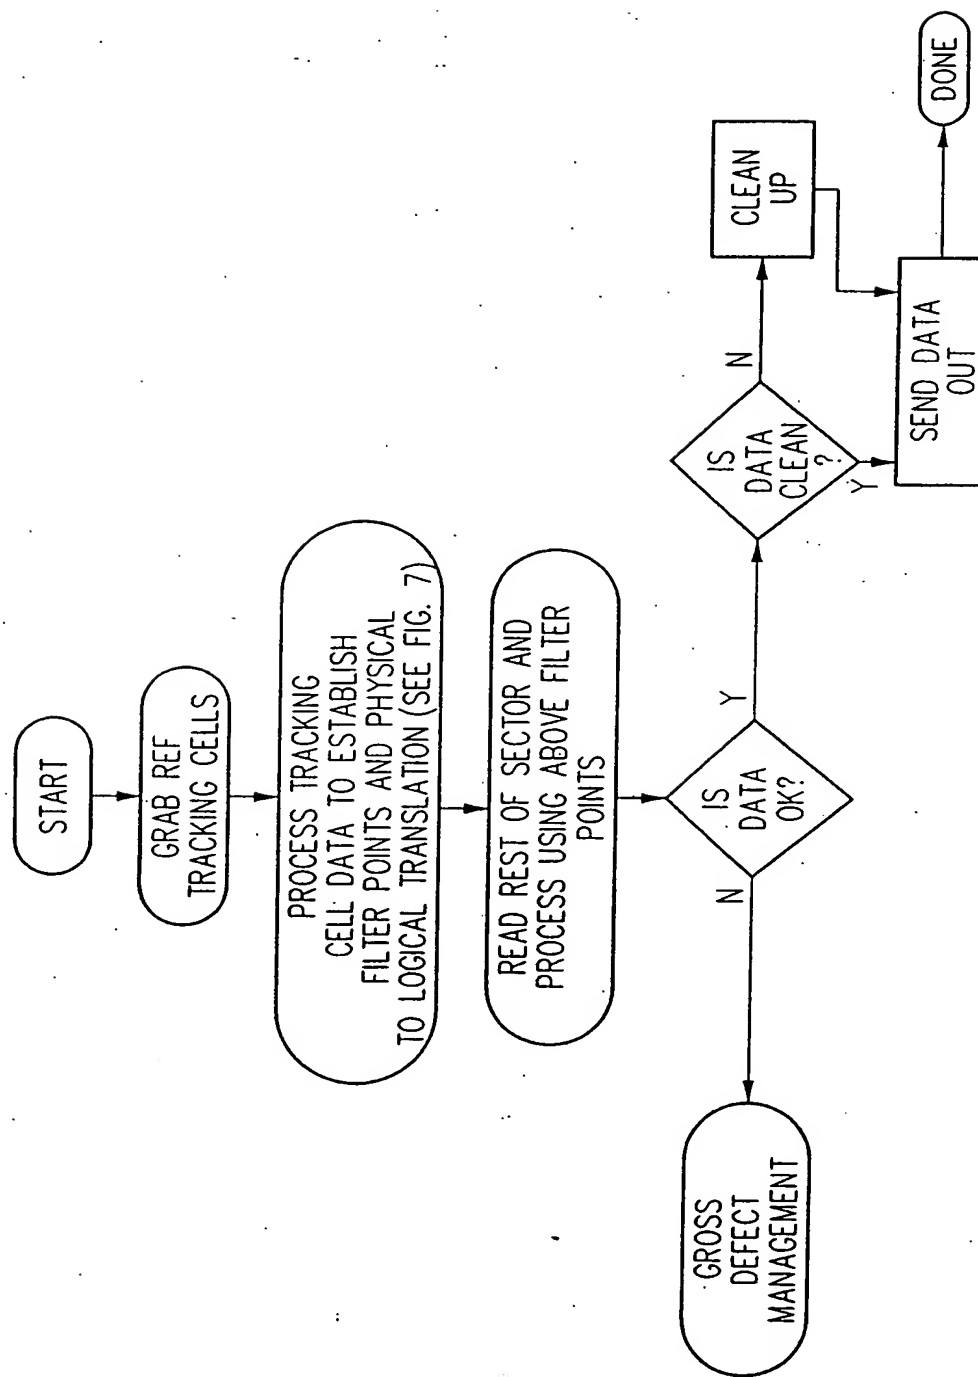 START
GRAB REF
TRACKING CELLS
PROCESS TRACKING
CELL DATA TO ESTABLISH
FILTER POINTS AND PHYSICAL
TO LOGICAL TRANSLATION (SEE FIG. 7)
READ REST OF SECTOR AND
PROCESS USING ABOVE FILTER
POINTS
IS
DATA
OK?
N
Y
GROSS
DEFECT
MANAGEMENT
IS
DATA
CLEAN
?
N
Y
CLEAN
UP
SEND DATA
OUT
DONE